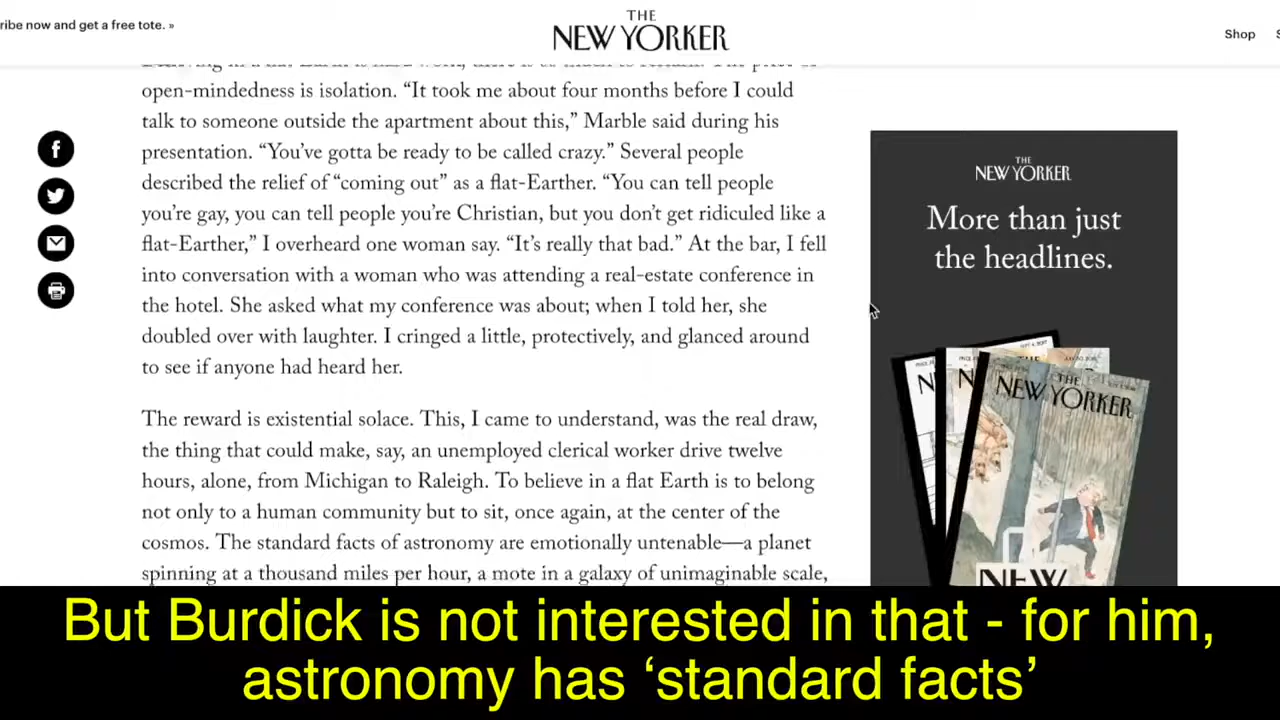 ribe now and get a free tote. »
THE
NEW YORKER
Shop
open-mindedness is isolation. “It took me about four months before I could
talk to someone outside the apartment about this,” Marble said during his
presentation. “You’ve gotta be ready to be called crazy.” Several people
described the relief of “coming out” as a flat-Earther. “You can tell people
you’re gay, you can tell people you’re Christian, but you don’t get ridiculed like a
flat-Earther,” I overheard one woman say. “It’s really that bad.” At the bar, I fell
into conversation with a woman who was attending a real-estate conference in
the hotel. She asked what my conference was about; when I told her, she
doubled over with laughter. I cringed a little, protectively, and glanced around
to see if anyone had heard her.
The reward is existential solace. This, I came to understand, was the real draw,
the thing that could make, say, an unemployed clerical worker drive twelve
hours, alone, from Michigan to Raleigh. To believe in a flat Earth is to belong
not only to a human community but to sit, once again, at the center of the
cosmos. The standard facts of astronomy are emotionally untenable—a planet
spinning at a thousand miles per hour, a mote in a galaxy of unimaginable scale,
THE
NEW YORKER
More than just
the headlines.
THE
NEW YORKER
NEW
But Burdick is not interested in that - for him,
astronomy has ‘standard facts’